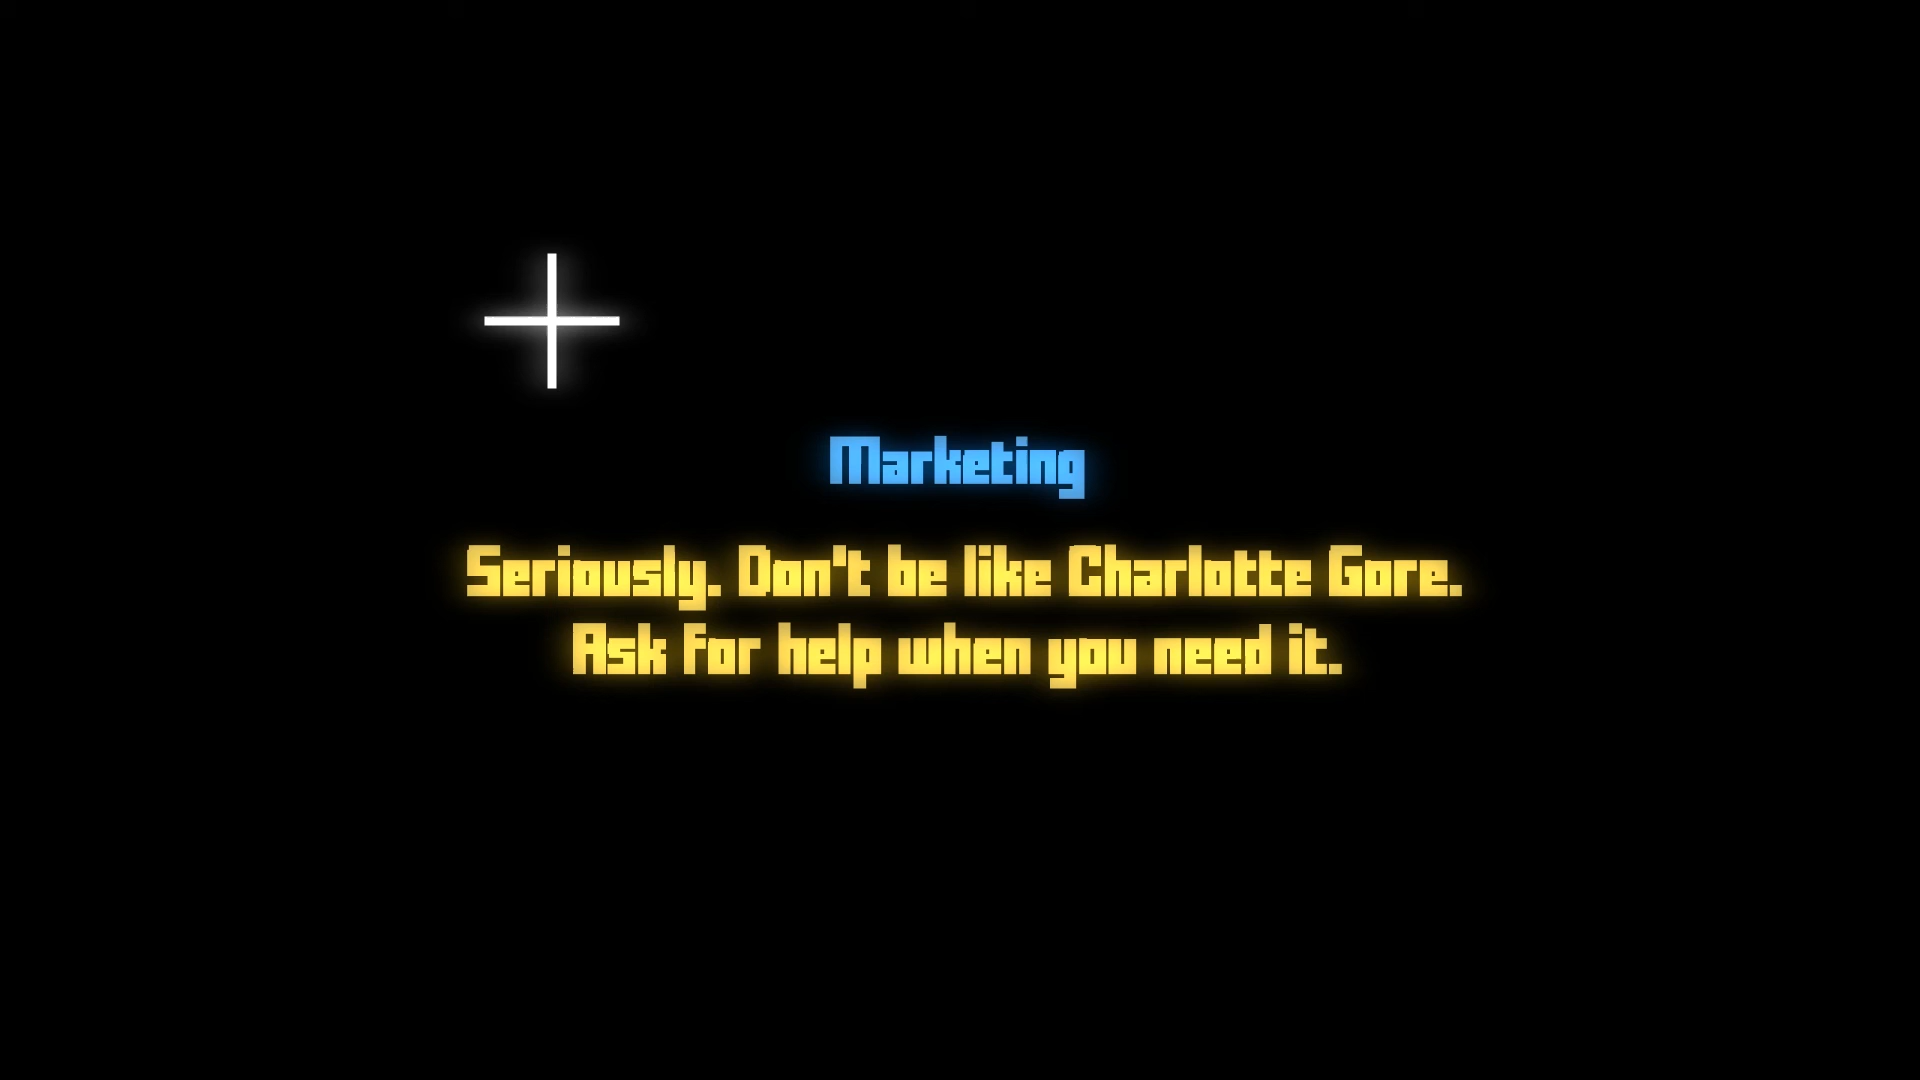 Marketing
Seriously. Don't be like Charlotte Gore.
Ask for help when you need it.